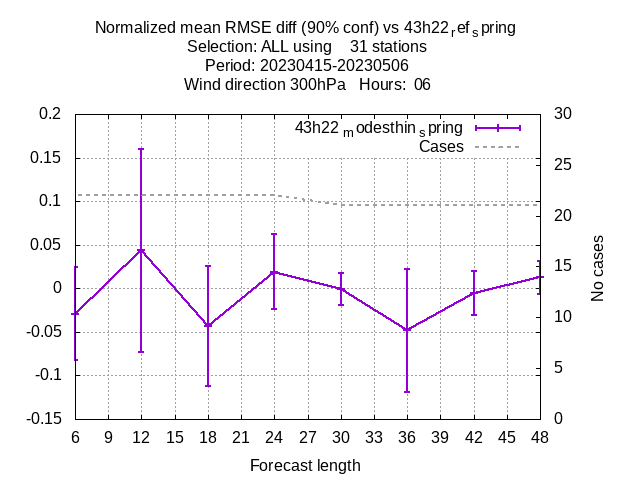 Normalized mean RMSE diff (90% conf) vs 43h22refspring
Selection: ALL using    31 stations
Period: 20230415-20230506
Wind direction 300hPa   Hours:  06
43h22modesthinspring
Cases
0.2
0.15
0.1
0.05
0
-0.05
-0.1
-0.15
30
25
20
15
10
5
0
No cases
6 9 12 15 18 21 24 27 30 33 36 39 42 45 48
Forecast length